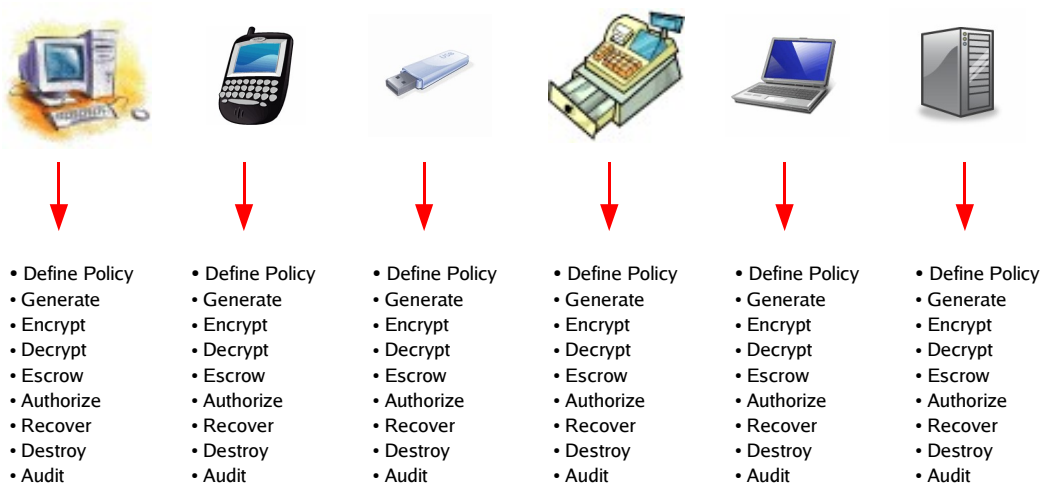 • Define Policy
• Generate
• Encrypt
• Decrypt
• Escrow
• Authorize
• Recover
• Destroy
• Audit
• Define Policy
• Generate
• Encrypt
• Decrypt
• Escrow
• Authorize
• Recover
• Destroy
• Audit
• Define Policy
• Generate
• Encrypt
• Decrypt
• Escrow
• Authorize
• Recover
• Destroy
• Audit
• Define Policy
• Generate
• Encrypt
• Decrypt
• Escrow
• Authorize
• Recover
• Destroy
• Audit
• Define Policy
• Generate
• Encrypt
• Decrypt
• Escrow
• Authorize
• Recover
• Destroy
• Audit
• Define Policy
• Generate
• Encrypt
• Decrypt
• Escrow
• Authorize
• Recover
• Destroy
• Audit